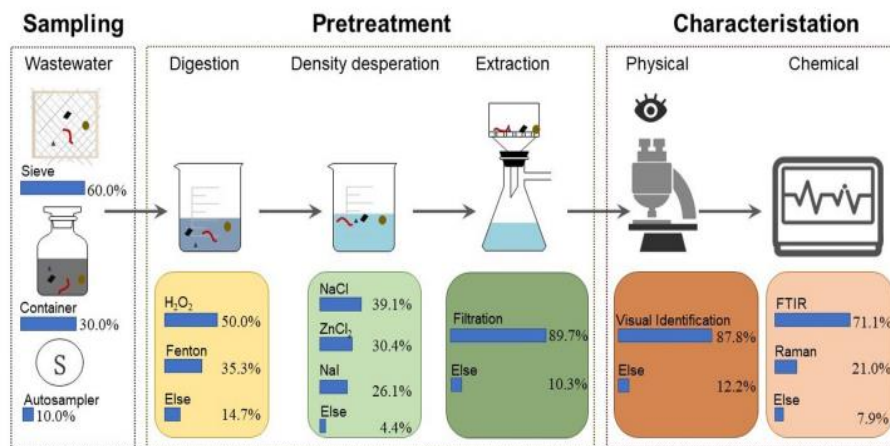 Sampling
Pretreatment
Characteristation
Wastewater
Sieve
60.0%
Container
30.0%
S
Autosampler
10.0%
Digestion
H₂O₂
50.0%
Fenton
35.3%
Else
14.7%
Density desperation
NaCl
39.1%
ZnCl₂
30.4%
NaI
26.1%
Else
4.4%
Extraction
Filtration
89.7%
Else
10.3%
Physical
Visual Identification
87.8%
Else
12.2%
Chemical
FTIR
71.1%
Raman
21.0%
Else
7.9%